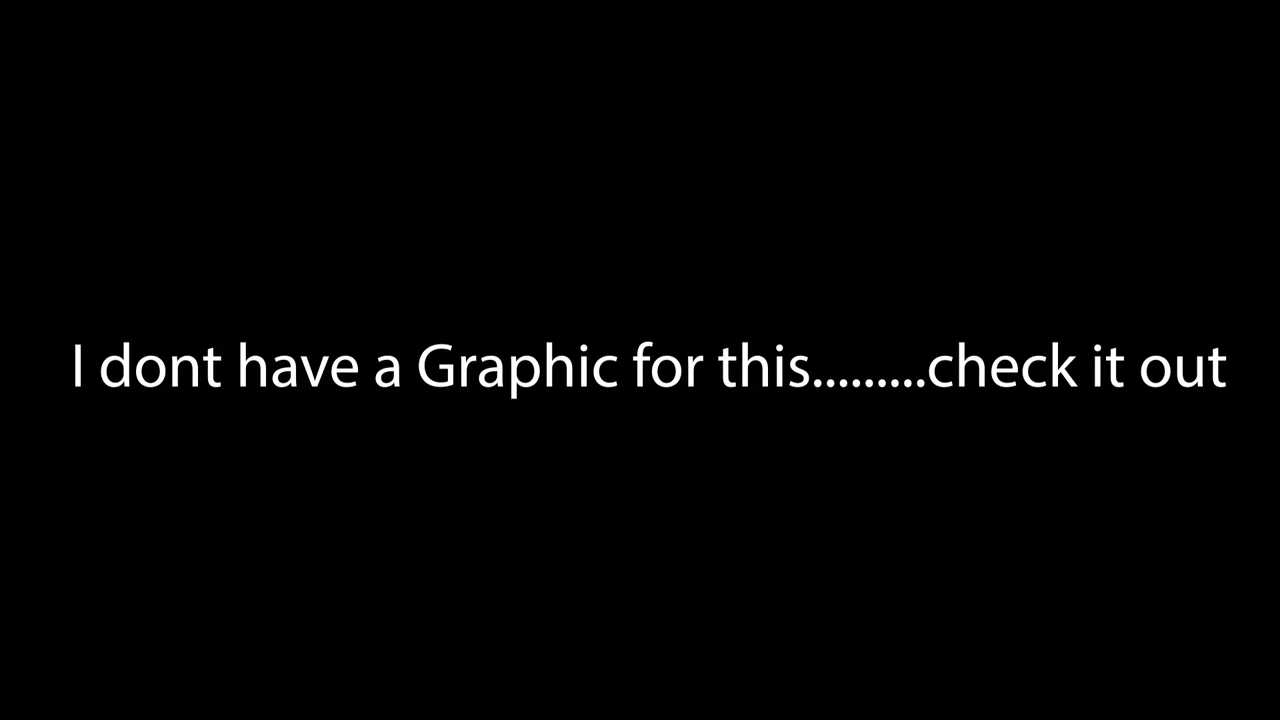 I dont have a Graphic for this.........check it out